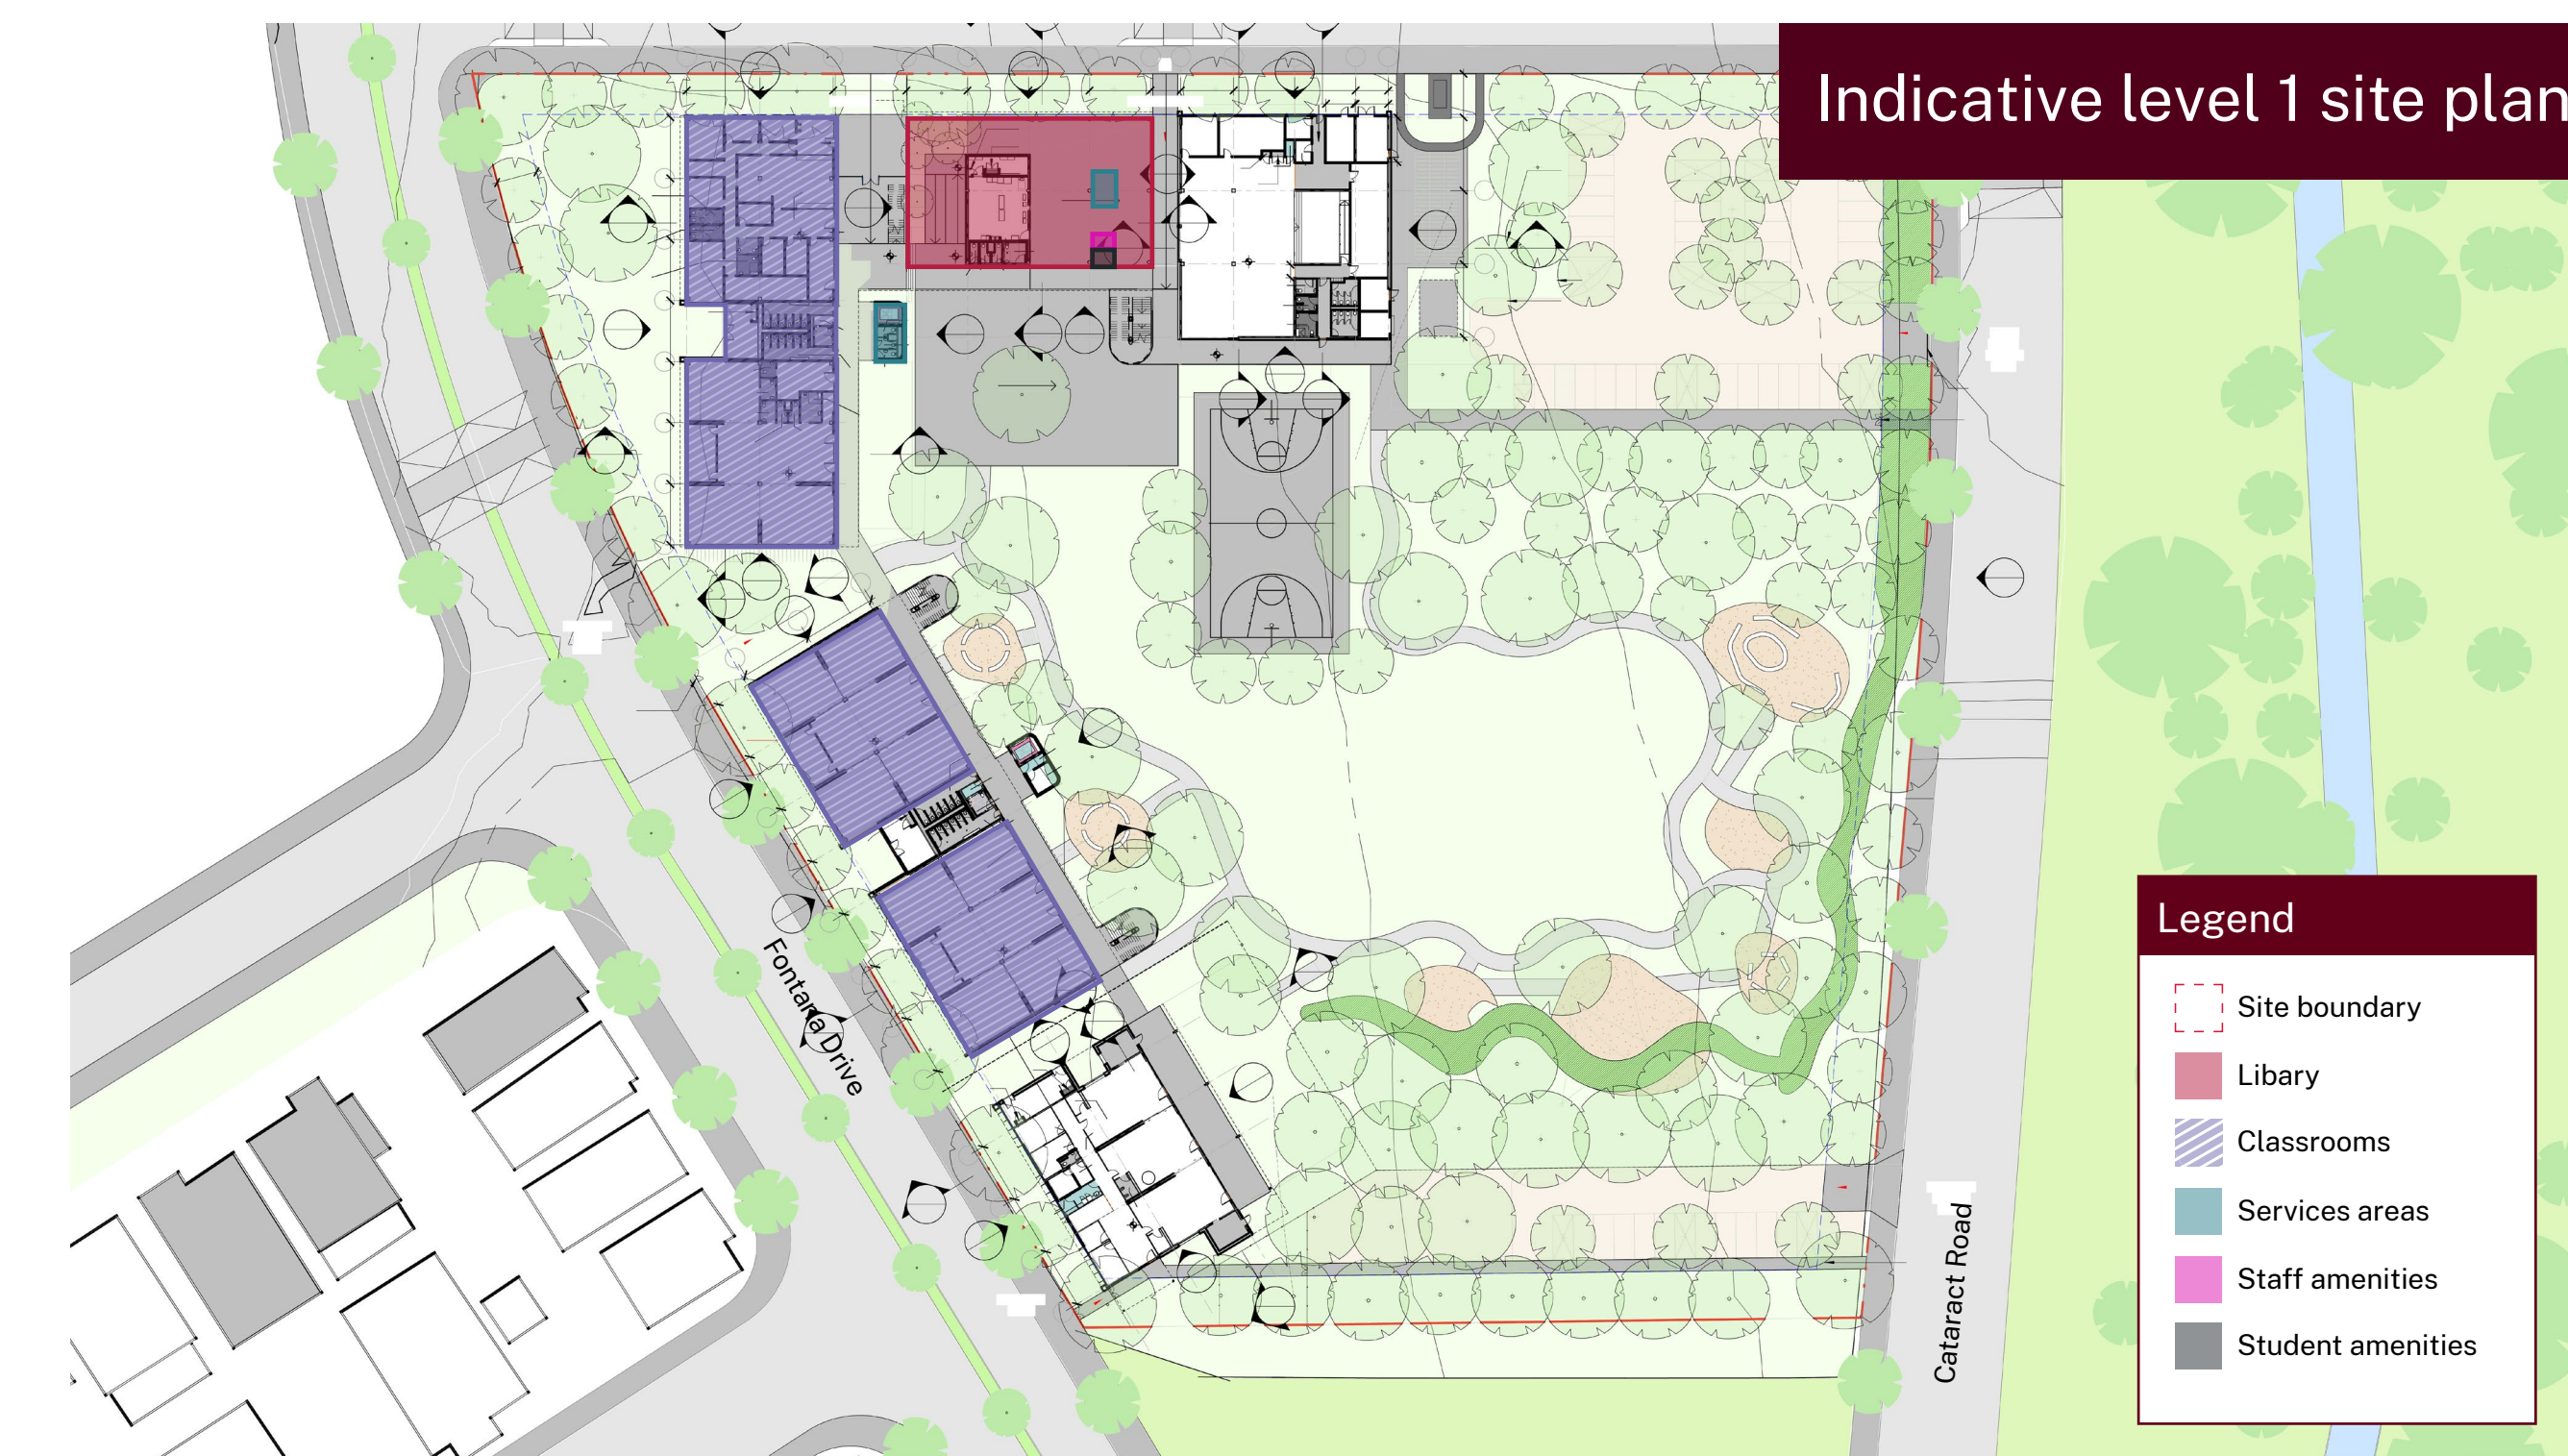 Indicative level 1 site plan
Fontana Drive
Cataract Road
Legend
Site boundary
Libary
Classrooms
Services areas
Staff amenities
Student amenities